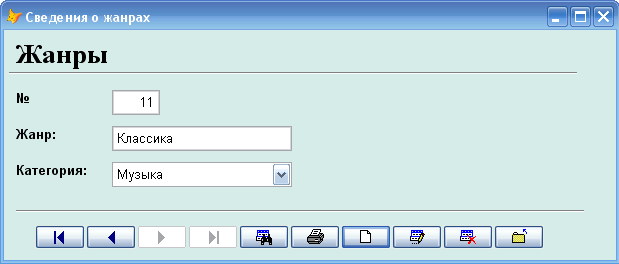 Сведения о жанрах
Жанры
№ 11
Жанр: Классика
Категория: Музыка